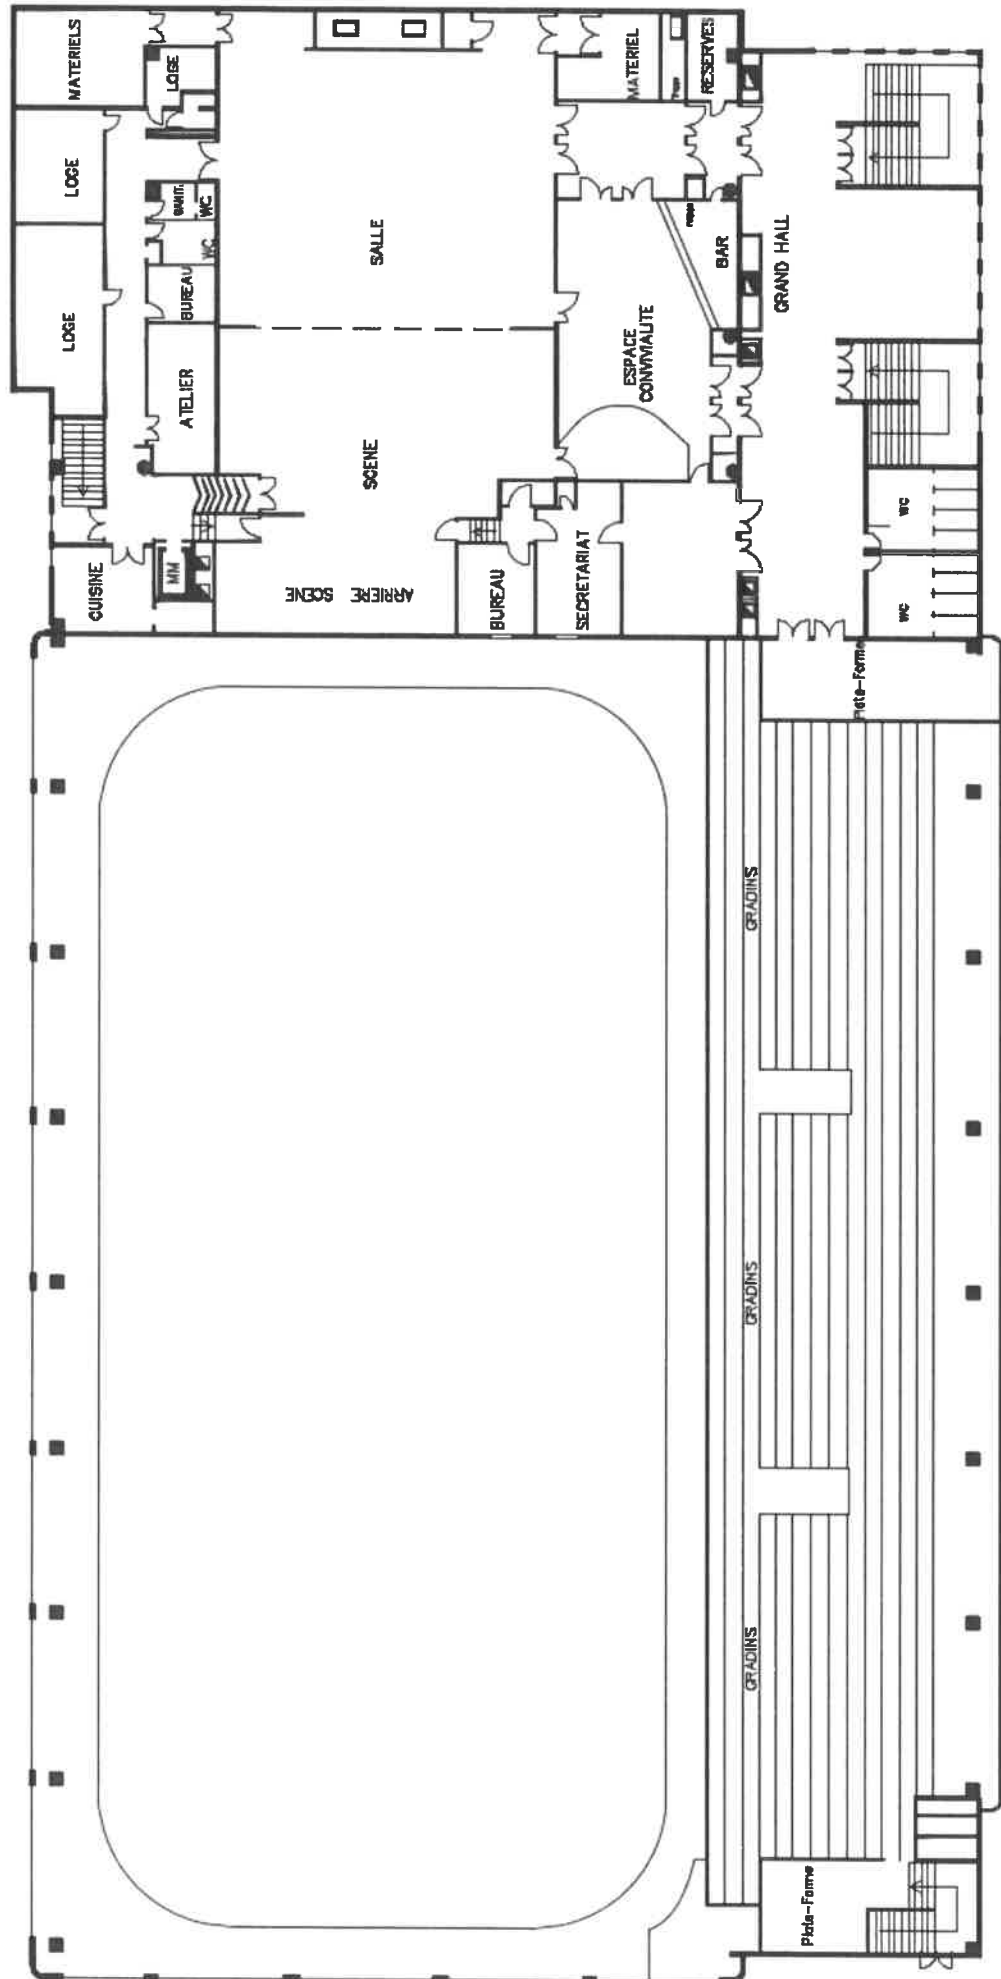 MATERIELS
LOGE
LOGE
LOGE
SANIT.
WC
WC
BUREAU
ATELIER
CUISINE
MM
SALLE
SCENE
ARRIERE SCENE
MATERIEL
RESERVES
BAR
ESPACE
CONVIVIALITE
BUREAU
SECRETARIAT
GRAND HALL
WC
WC
Plate-Forme
GRADINS
GRADINS
GRADINS
Plate-Forme